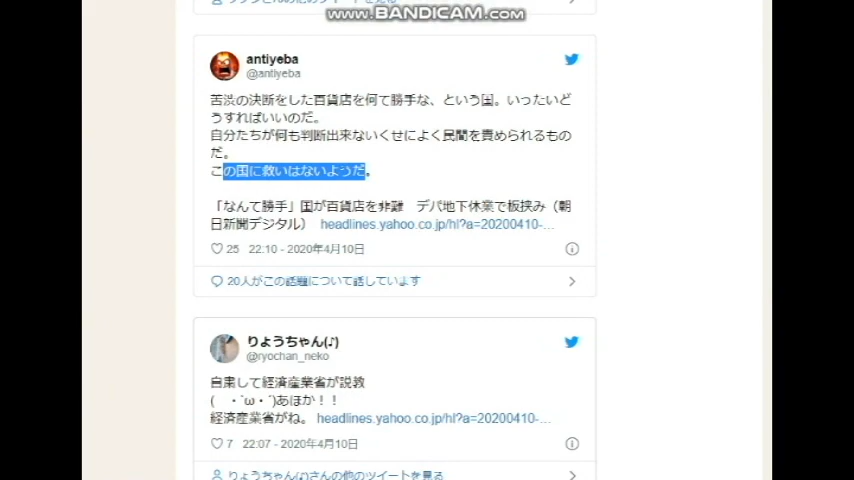 www.BANDICAM.com
antiyeba
@antiyeba
苦渋の決断をした百貨店を何て勝手な、という国。いったいど
うすればいいのだ。
自分たちが何も判断出来ないくせによく民間を責められるもの
だ。
この国に救いはないようだ。
「なんて勝手」国が百貨店を非難 デパ地下休業で板挟み（朝
日新聞デジタル） headlines.yahoo.co.jp/hl?a=20200410-...
25 22:10 - 2020年4月10日
20人がこの話題について話しています
りょうちゃん(♪)
@ryochan_neko
自粛して経済産業省が説教
( ・`ω・´)あほか！！
経済産業省がね。 headlines.yahoo.co.jp/hl?a=20200410-...
7 22:07 - 2020年4月10日
りょうちゃん(♪)さんの他のツイートを見る